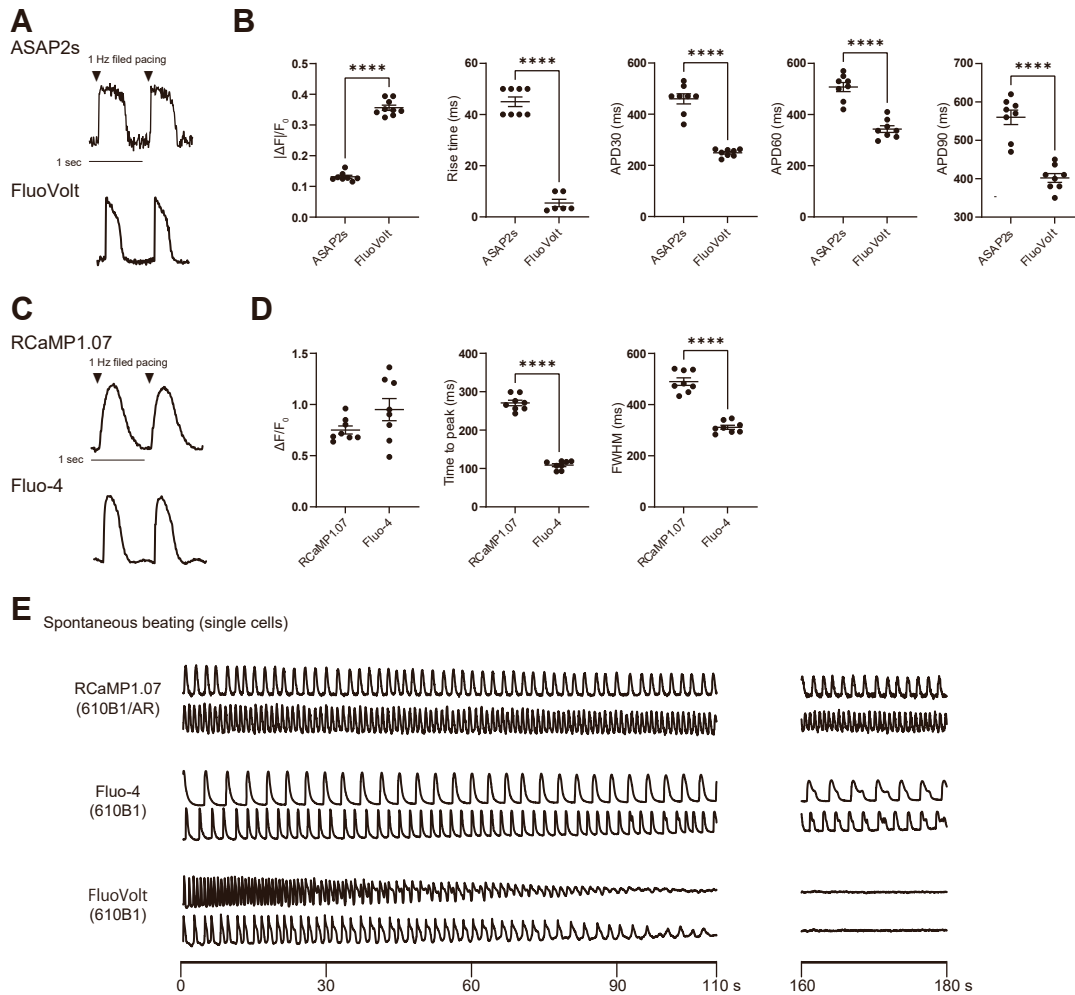 A
ASAP2s
1 Hz filed pacing
1 sec
FluoVolt
B
|ΔF|/F0
0.5
0.4
0.3
0.2
0.1
0.0
****
ASAP2s
FluoVolt
Rise time (ms)
60
40
20
0
****
ASAP2s
FluoVolt
APD30 (ms)
600
400
200
0
****
ASAP2s
FluoVolt
APD60 (ms)
600
400
200
0
****
ASAP2s
FluoVolt
APD90 (ms)
700
600
500
400
300
****
ASAP2s
FluoVolt
C
RCaMP1.07
1 Hz filed pacing
1 sec
Fluo-4
D
ΔF/F0
1.5
1.0
0.5
0.0
RCaMP1.07
Fluo-4
Time to peak (ms)
400
300
200
100
0
****
RCaMP1.07
Fluo-4
FWHM (ms)
600
400
200
0
****
RCaMP1.07
Fluo-4
E
Spontaneous beating (single cells)
RCaMP1.07
(610B1/AR)
Fluo-4
(610B1)
FluoVolt
(610B1)
0 30 60 90 110 s 160 180 s